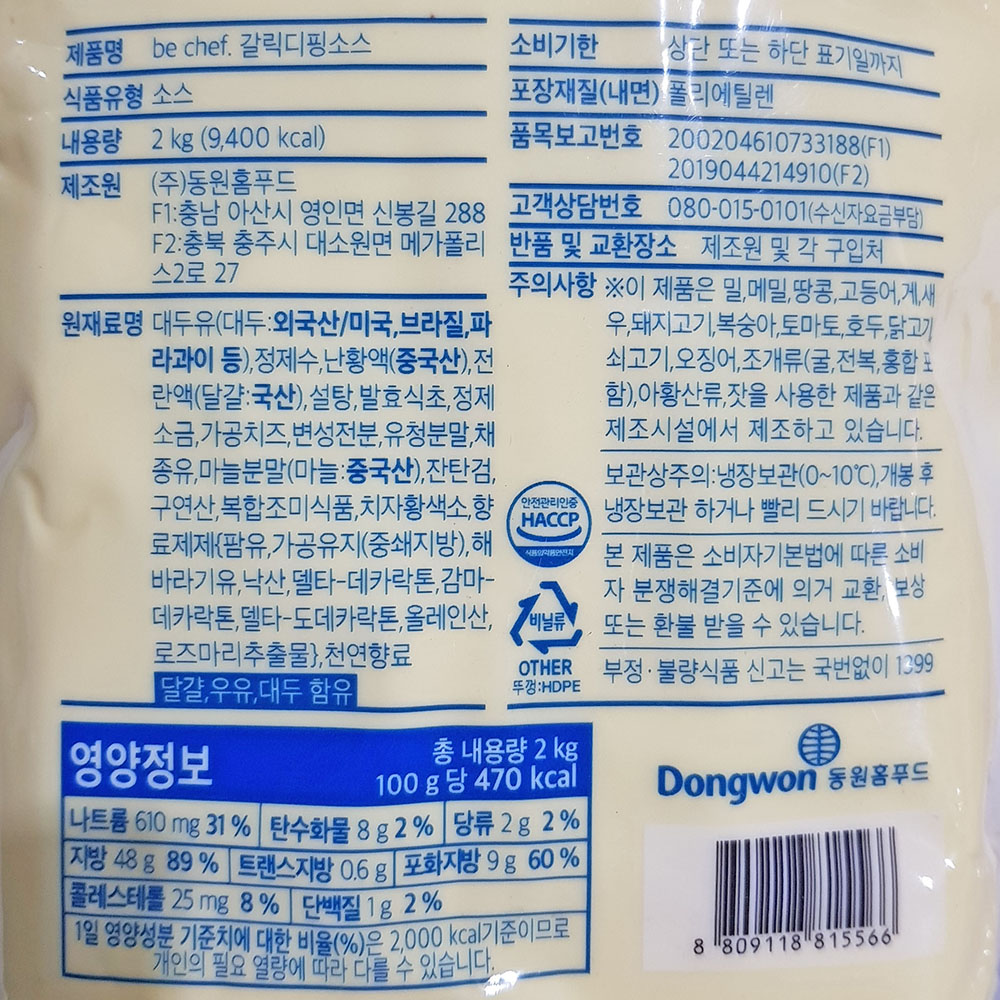 제품명 be chef. 갈릭디핑소스
식품유형 소스
내용량 2 kg (9,400 kcal)
제조원 (주)동원홈푸드
F1:충남 아산시 영인면 신봉길 288
F2:충북 충주시 대소원면 메가폴리
스2로 27
원재료명 대두유(대두:외국산/미국,브라질,파
라과이 등),정제수,난황액(중국산),전
란액(달걀:국산),설탕,발효식초,정제
소금,가공치즈,변성전분,유청분말,채
종유,마늘분말(마늘:중국산),잔탄검,
구연산,복합조미식품,치자황색소,향
료제제{팜유,가공유지(중쇄지방),해
바라기유,낙산,델타-데카락톤,감마-
데카락톤,델타-도데카락톤,올레인산,
로즈마리추출물},천연향료
달걀,우유,대두 함유
소비기한 상단 또는 하단 표기일까지
포장재질(내면) 폴리에틸렌
품목보고번호 200204610733188(F1)
2019044214910(F2)
고객상담번호 080-015-0101(수신자요금부담)
반품 및 교환장소 제조원 및 각 구입처
주의사항 ※이 제품은 밀,메밀,땅콩,고등어,게,새
우,돼지고기,복숭아,토마토,호두,닭고기,
쇠고기,오징어,조개류(굴,전복,홍합 포
함),아황산류,잣을 사용한 제품과 같은
제조시설에서 제조하고 있습니다.
보관상주의:냉장보관(0~10℃),개봉 후
냉장보관 하거나 빨리 드시기 바랍니다.
본 제품은 소비자기본법에 따른 소비
자 분쟁해결기준에 의거 교환, 보상
또는 환불 받을 수 있습니다.
부정·불량식품 신고는 국번없이 1399
안전관리인증
HACCP
식품의약품안전처
비닐류
OTHER
뚜껑:HDPE
영양정보 총 내용량 2 kg
100 g 당 470 kcal
나트륨 610 mg 31 % 탄수화물 8 g 2 % 당류 2 g 2 %
지방 48 g 89 % 트랜스지방 0.6 g 포화지방 9 g 60 %
콜레스테롤 25 mg 8 % 단백질 1 g 2 %
1일 영양성분 기준치에 대한 비율(%)은 2,000 kcal기준이므로
개인의 필요 열량에 따라 다를 수 있습니다.
Dongwon 동원홈푸드
8 809118 815566